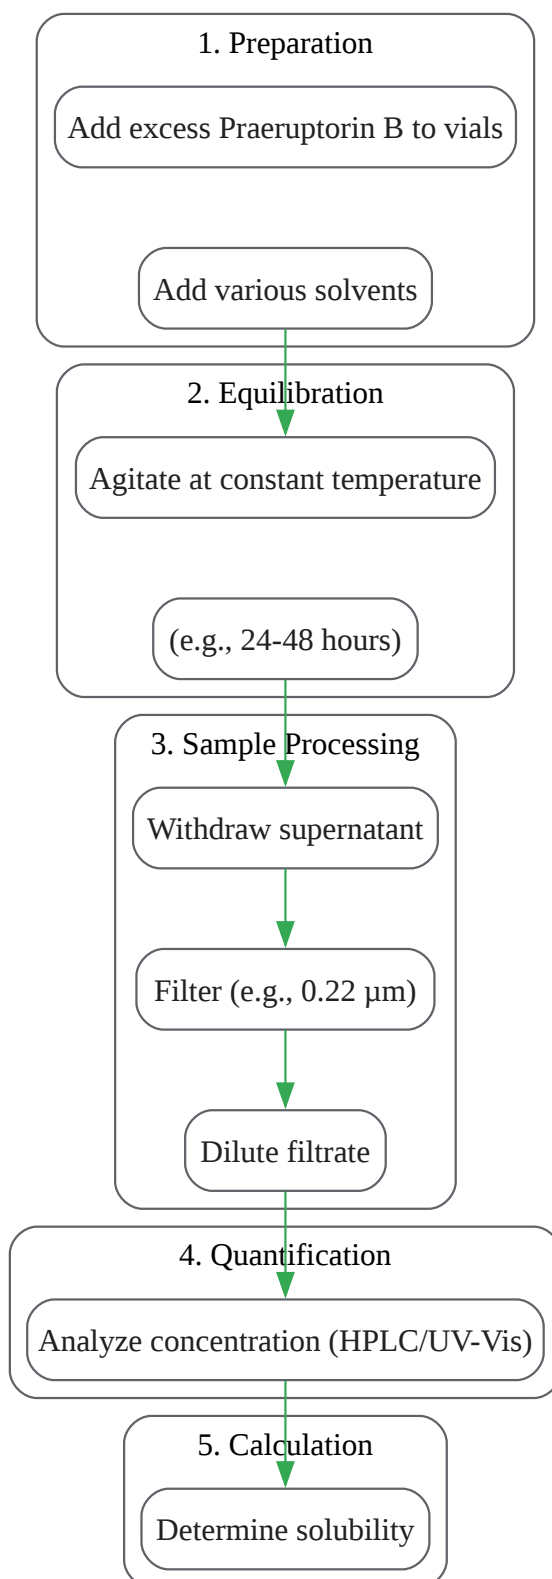 1. Preparation
Add excess Praeruptorin B to vials
Add various solvents
2. Equilibration
Agitate at constant temperature
(e.g., 24-48 hours)
3. Sample Processing
Withdraw supernatant
Filter (e.g., 0.22 µm)
Dilute filtrate
4. Quantification
Analyze concentration (HPLC/UV-Vis)
5. Calculation
Determine solubility